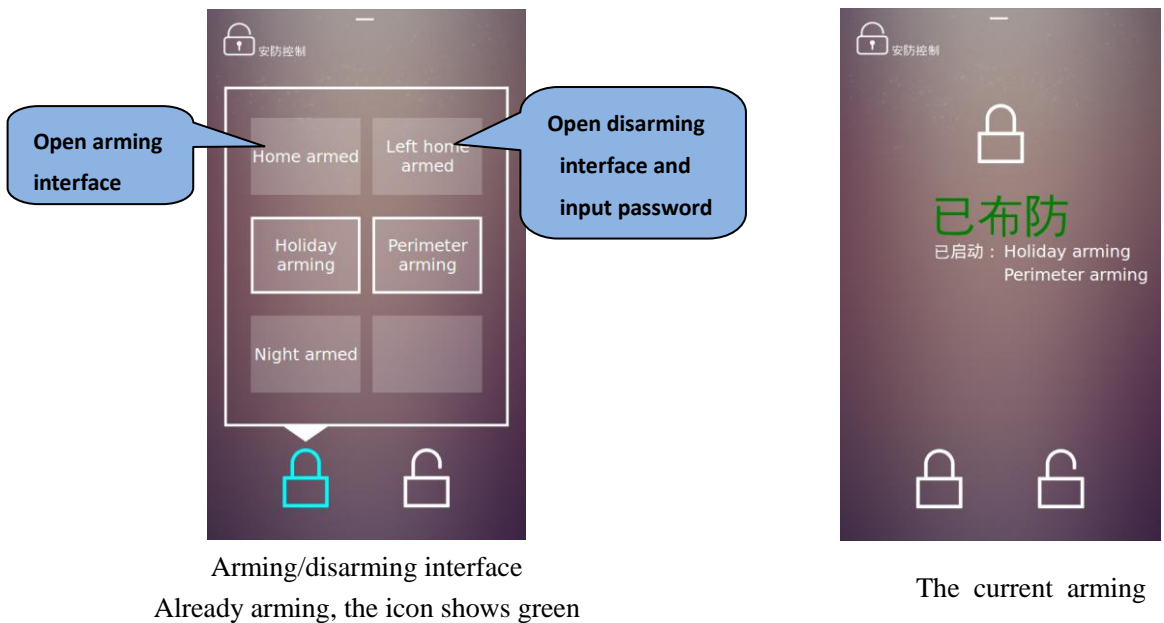 安防控制
Open arming
interface
Home armed
Left home
armed
Open disarming
interface and
input password
Holiday
arming
Perimeter
arming
Night armed
Arming/disarming interface
Already arming, the icon shows green
安防控制
已布防
已启动： Holiday arming
Perimeter arming
The current arming